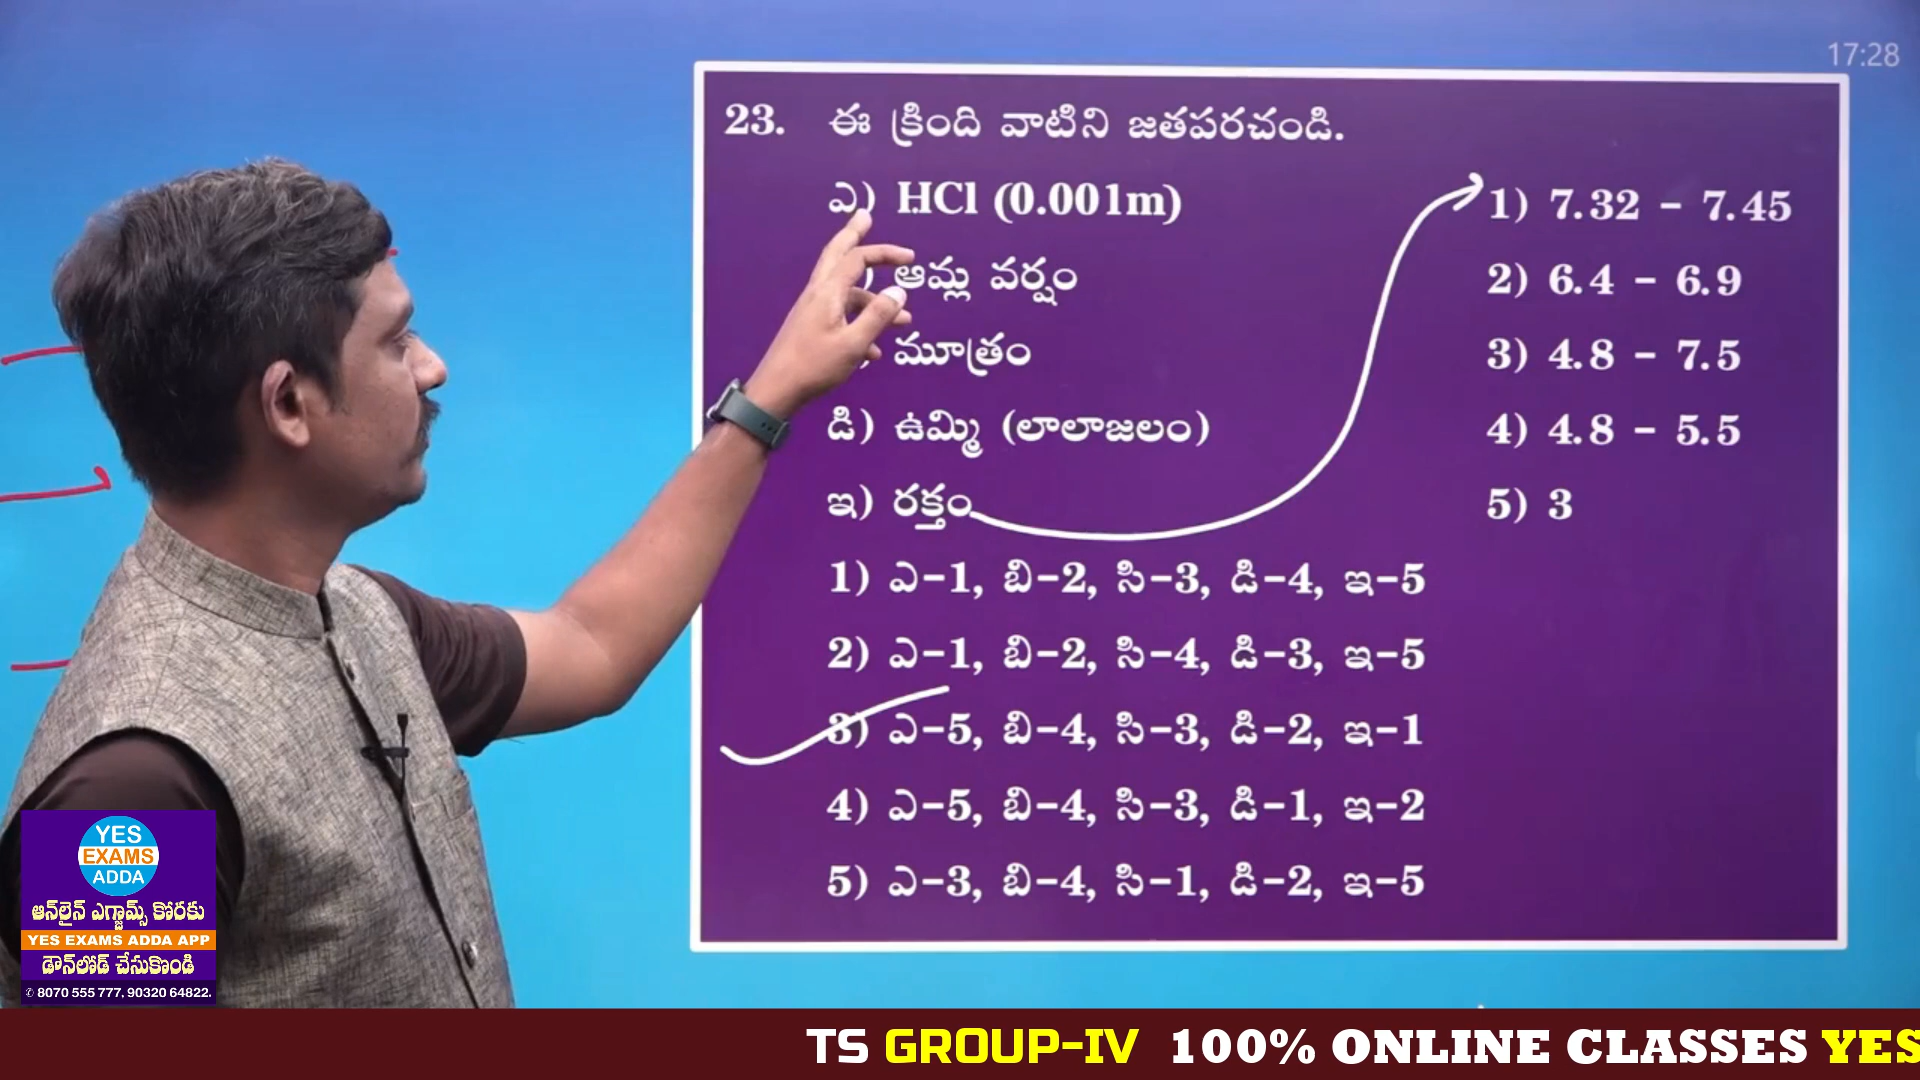 17:28
23. ఈ క్రింది వాటిని జతపరచండి.
ఎ) HCl (0.001m) 1) 7.32 - 7.45
) ఆమ్ల వర్షం 2) 6.4 - 6.9
) మూత్రం 3) 4.8 - 7.5
డి) ఉమ్మి (లాలాజలం) 4) 4.8 - 5.5
ఇ) రక్తం 5) 3
1) ఎ-1, బి-2, సి-3, డి-4, ఇ-5
2) ఎ-1, బి-2, సి-4, డి-3, ఇ-5
3) ఎ-5, బి-4, సి-3, డి-2, ఇ-1
4) ఎ-5, బి-4, సి-3, డి-1, ఇ-2
5) ఎ-3, బి-4, సి-1, డి-2, ఇ-5
YES
EXAMS
ADDA
ఆన్‌లైన్ ఎగ్జామ్స్ కొరకు
YES EXAMS ADDA APP
డౌన్‌లోడ్ చేసుకొండి
✆ 8070 555 777, 90320 64822.
TS GROUP-IV 100% ONLINE CLASSES YES